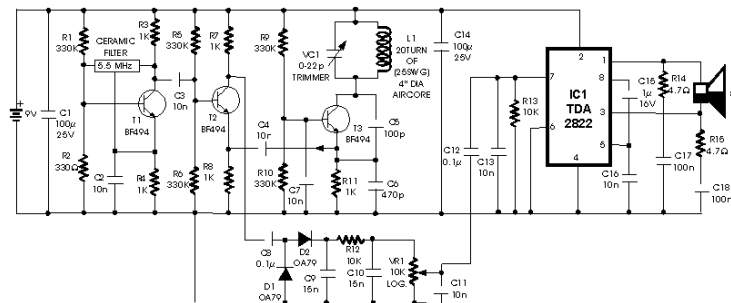 R1
330K
CERAMIC
FILTER
5.5 MHz
R3
1K
R5
330K
R7
1K
R9
330K
VC1
0-22p
TRIMMER
L1
20TURN
OF
(25SWG)
4" DIA
AIRCORE
C14
100µ
25V
2
1
7
8
IC1
TDA
2822
3
6
5
4
C15
1µ
16V
R14
4.7Ω
R13
10K
R15
4.7Ω
9V
C1
100µ
25V
T1
BF494
C3
10n
T2
BF494
T3
BF494
C5
100p
R2
330Ω
C2
10n
R4
1K
R6
330K
R8
1K
C4
10n
R10
330K
C7
10n
R11
1K
C6
470p
C12
0.1µ
C13
10n
C16
10n
C17
100n
C18
100n
C8
0.1µ
D2
OA79
D1
OA79
R12
10K
C9
15n
C10
15n
VR1
10K
LOG.
C11
10n